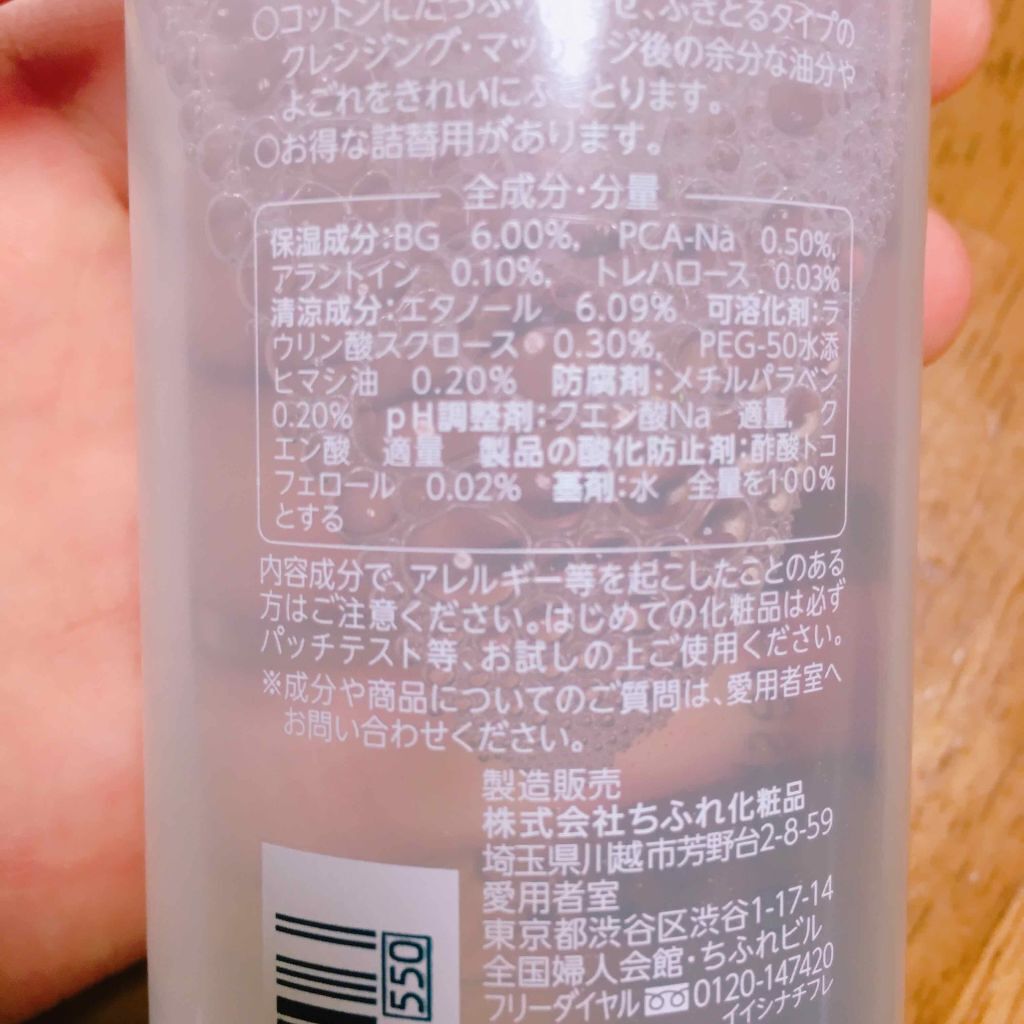 ○コットンにたっぷ せ、ふきとるタイプの
クレンジング・マッサージ後の余分な油分や
よごれをきれいにふきとります。
○お得な詰替用があります。
全成分・分量
保湿成分:BG 6.00%, PCA-Na 0.50%,
アラントイン 0.10%, トレハロース 0.03%
清涼成分:エタノール 6.09% 可溶化剤:ラ
ウリン酸スクロース 0.30%, PEG-50水添
ヒマシ油 0.20% 防腐剤:メチルパラベン
0.20% pH調整剤:クエン酸Na 適量, ク
エン酸 適量 製品の酸化防止剤:酢酸トコ
フェロール 0.02% 基剤:水 全量を100%
とする
内容成分で、アレルギー等を起こしたことのある
方はご注意ください。はじめての化粧品は必ず
パッチテスト等、お試しの上ご使用ください。
※成分や商品についてのご質問は、愛用者室へ
お問い合わせください。
製造販売
株式会社ちふれ化粧品
埼玉県川越市芳野台2-8-59
愛用者室
東京都渋谷区渋谷1-17-14
全国婦人会館・ちふれビル
フリーダイヤル 0120-147420
イイシナチフレ
550